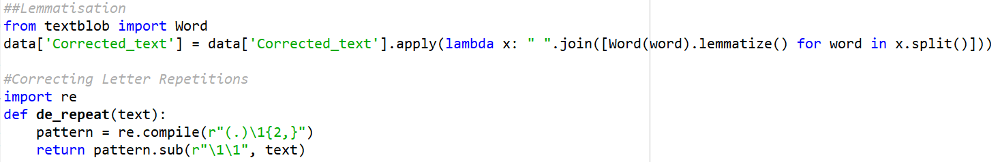 ##Lemmatisation
from textblob import Word
data['Corrected_text'] = data['Corrected_text'].apply(lambda x: " ".join([Word(word).lemmatize() for word in x.split()]))
#Correcting Letter Repetitions
import re
def de_repeat(text):
    pattern = re.compile(r"(.)\1{2,}")
    return pattern.sub(r"\1\1", text)